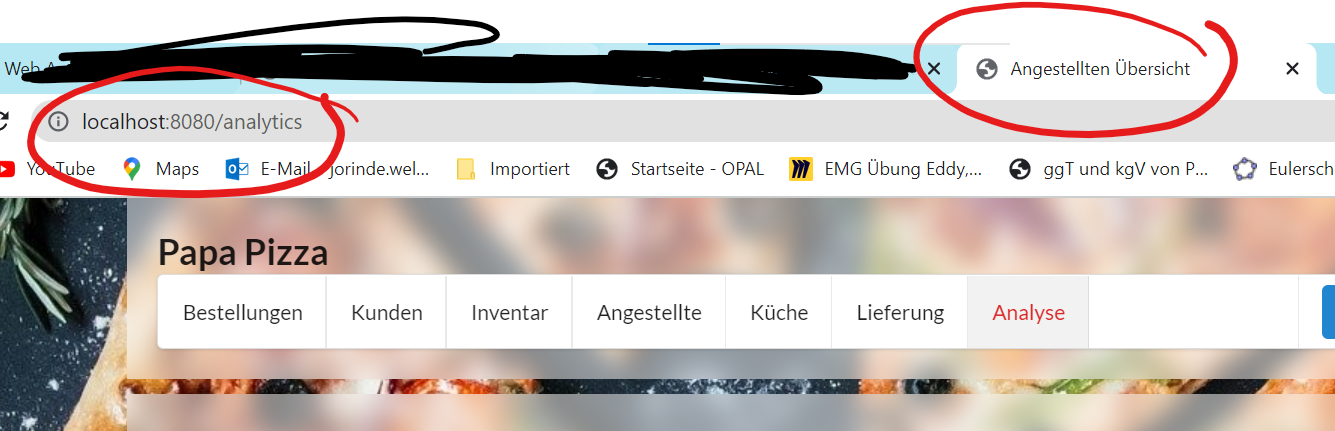 Web A
Angestellten Übersicht
localhost:8080/analytics
YouTube Maps E-Mail – jorinde.wel... Importiert Startseite - OPAL EMG Übung Eddy,... ggT und kgV von P... Eulersch
Papa Pizza
Bestellungen Kunden Inventar Angestellte Küche Lieferung Analyse